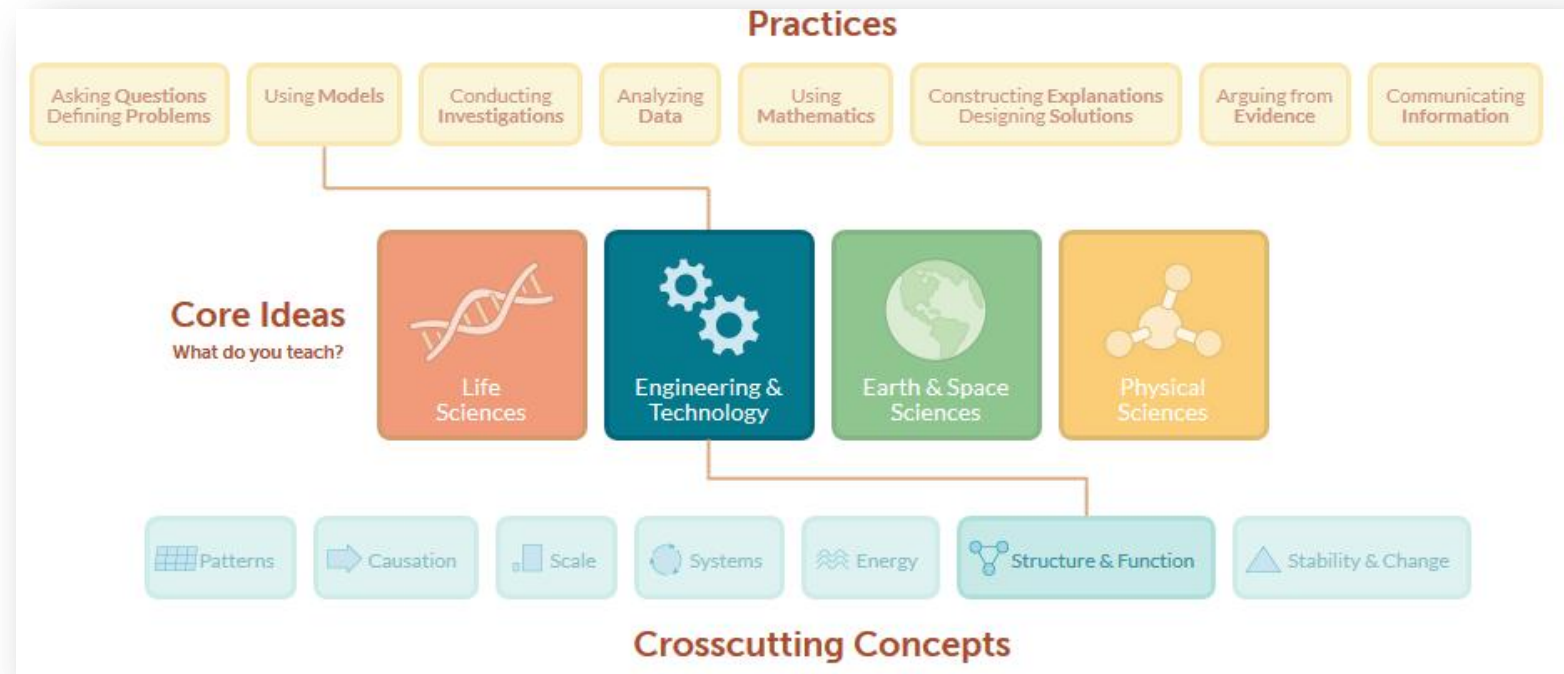 Practices
Asking Questions
Defining Problems
Using Models
Conducting
Investigations
Analyzing
Data
Using
Mathematics
Constructing Explanations
Designing Solutions
Arguing from
Evidence
Communicating
Information
Core Ideas
What do you teach?
Life
Sciences
Engineering &
Technology
Earth & Space
Sciences
Physical
Sciences
Patterns
Causation
Scale
Systems
Energy
Structure & Function
Stability & Change
Crosscutting Concepts